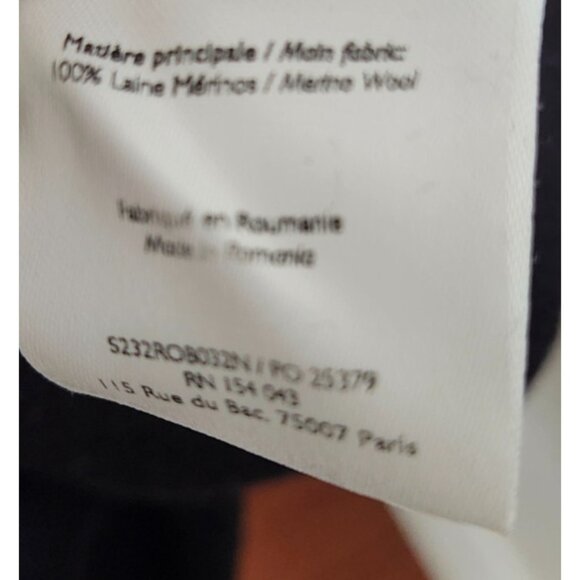 Matière principale / Main fabric:
100% Laine Mérinos / Merino Wool
Fabriqué en Roumanie
Made in Romania
S232ROB032N / PO 25379
RN 154 043
115 Rue du Bac, 75007 Paris